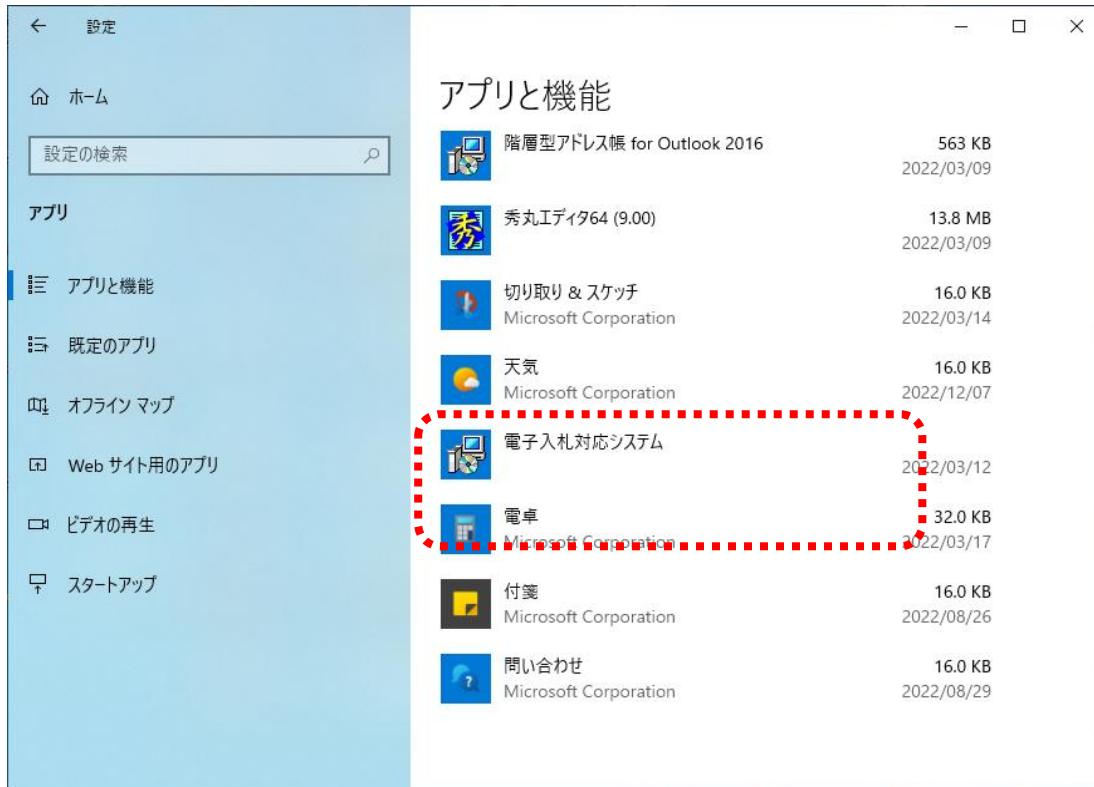 設定
ホーム
設定の検索
アプリ
アプリと機能
既定のアプリ
オフライン マップ
Web サイト用のアプリ
ビデオの再生
スタートアップ
アプリと機能
階層型アドレス帳 for Outlook 2016 563 KB
2022/03/09
秀丸エディタ64 (9.00) 13.8 MB
2022/03/09
切り取り & スケッチ 16.0 KB
Microsoft Corporation 2022/03/14
天気 16.0 KB
Microsoft Corporation 2022/12/07
電子入札対応システム
2022/03/12
電卓 32.0 KB
Microsoft Corporation 2022/03/17
付箋 16.0 KB
Microsoft Corporation 2022/08/26
問い合わせ 16.0 KB
Microsoft Corporation 2022/08/29